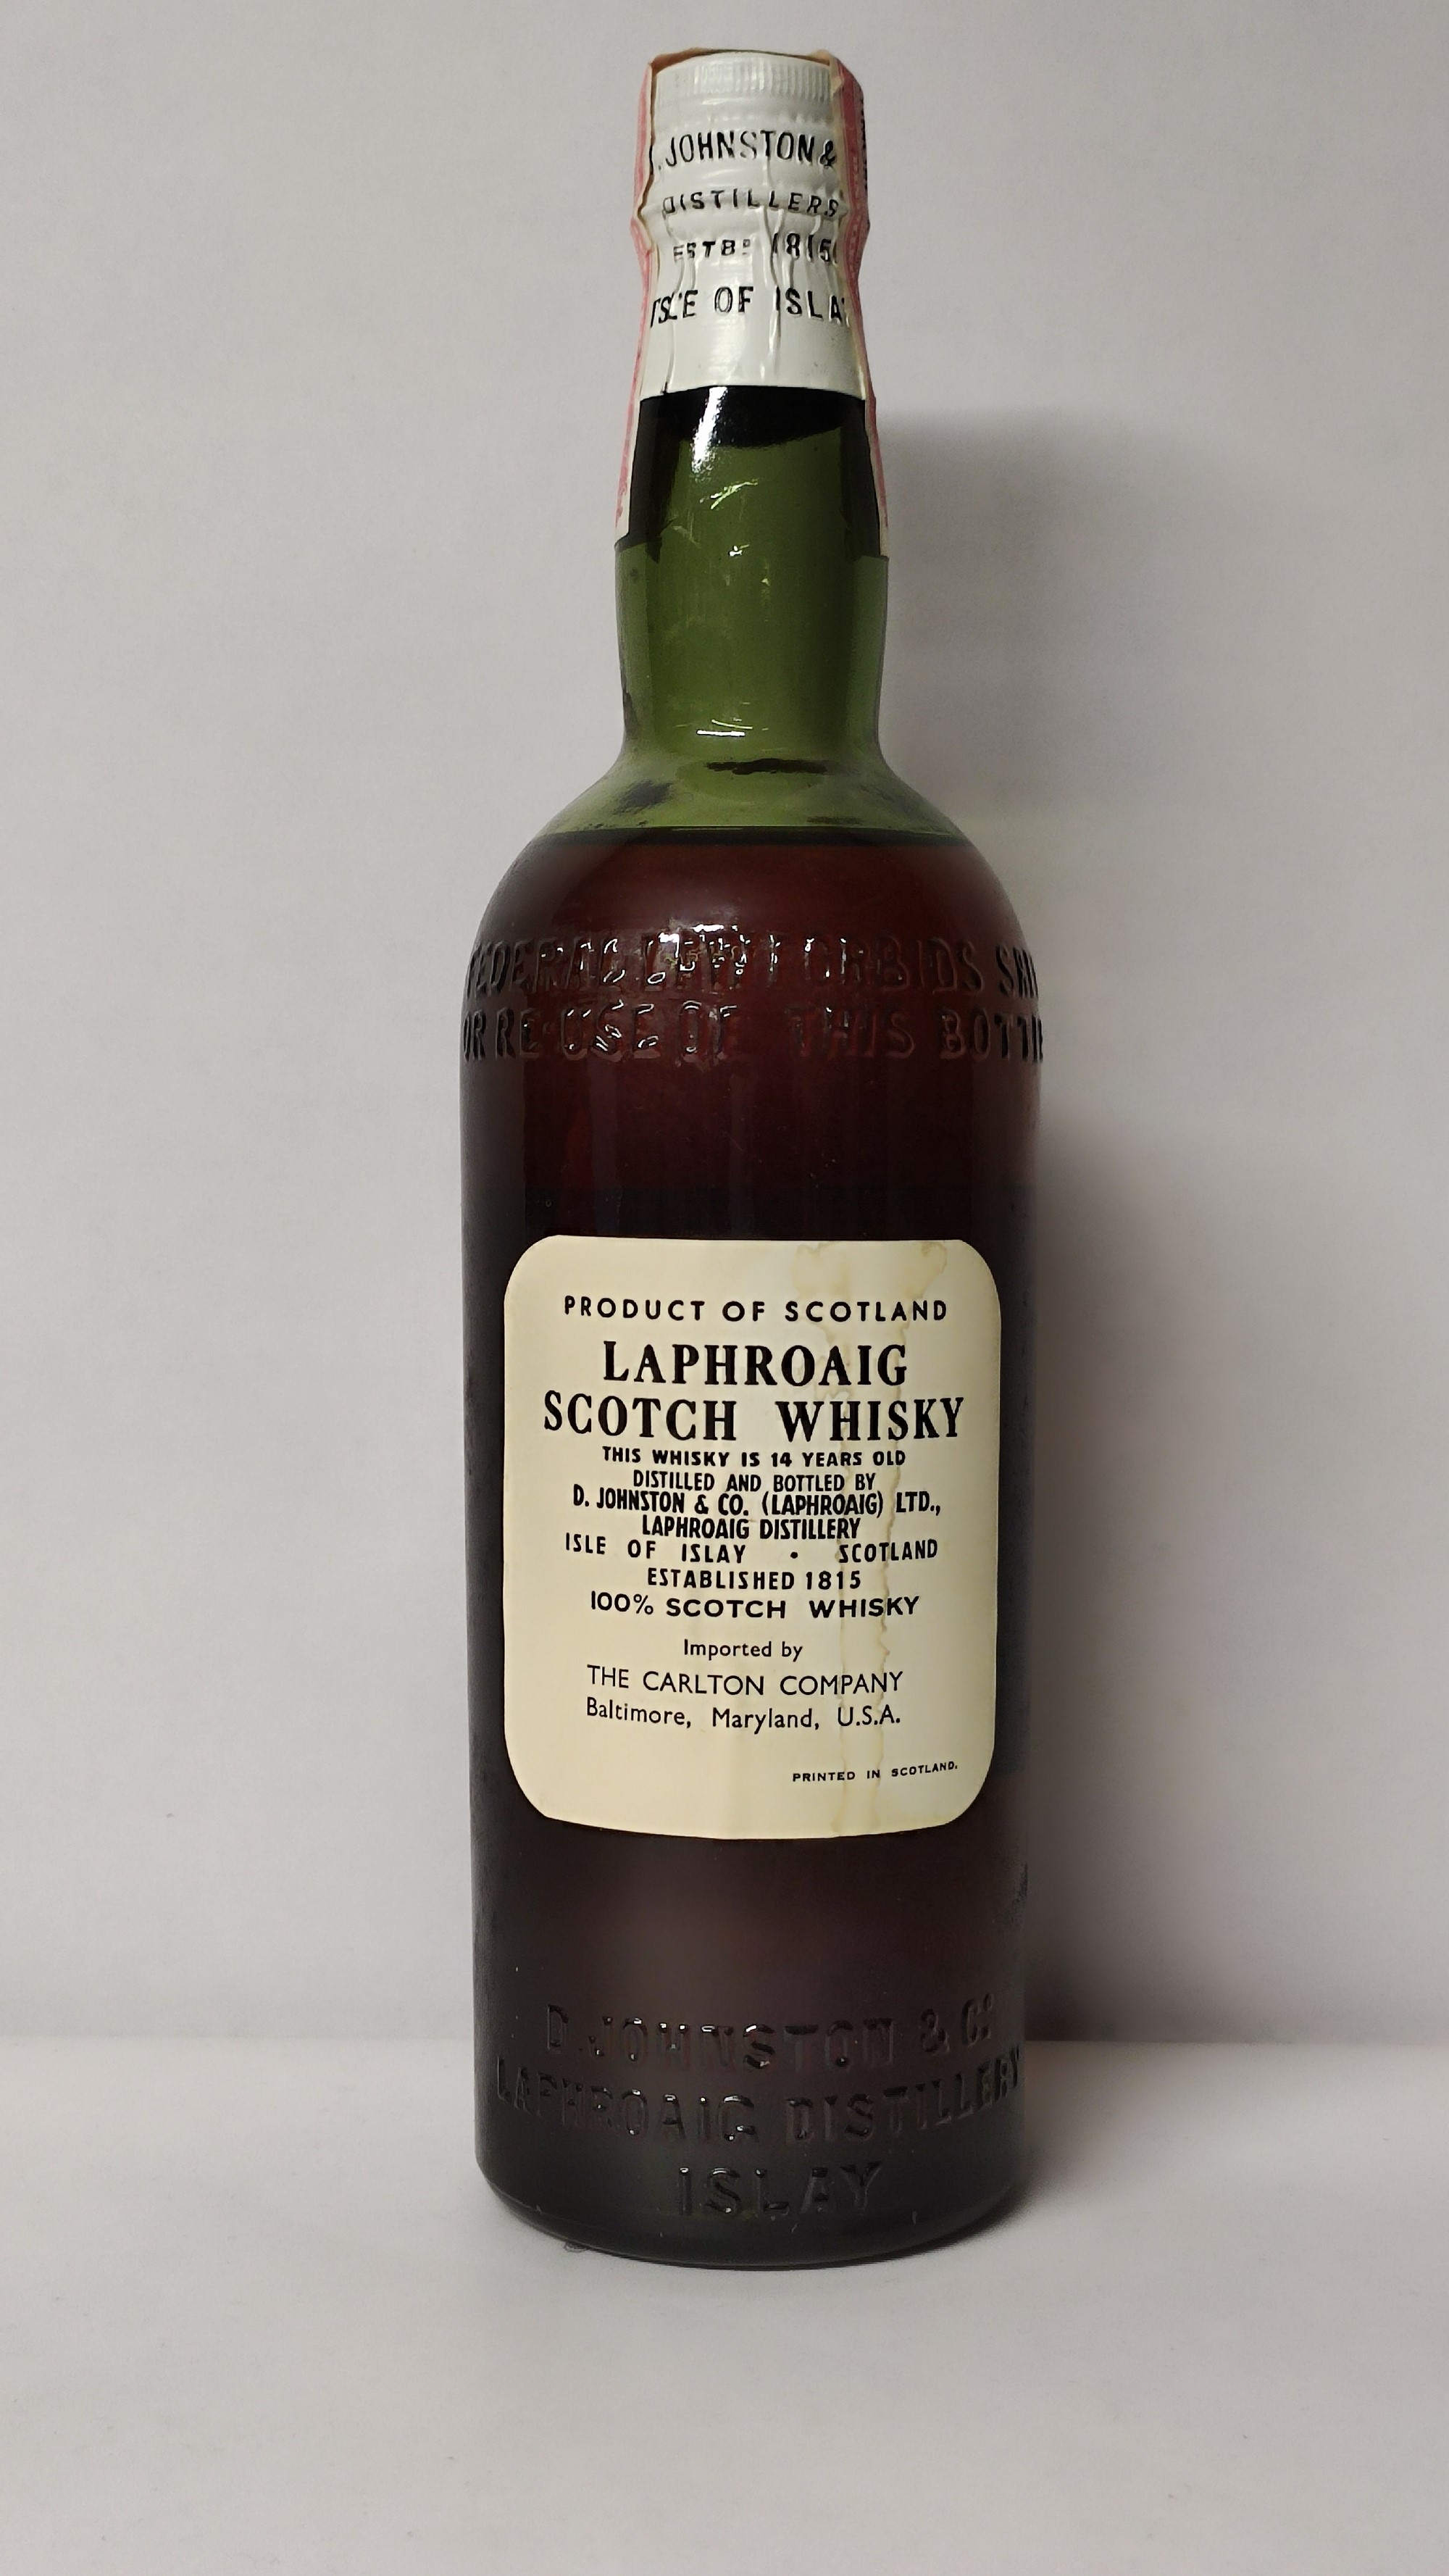 . JOHNSTON &
DISTILLERS
ESTBD 1815
ISLE OF ISLA
FEDERAL LAW FORBIDS SAL
OR RE-USE OF THIS BOTTLE
PRODUCT OF SCOTLAND
LAPHROAIG
SCOTCH WHISKY
THIS WHISKY IS 14 YEARS OLD
DISTILLED AND BOTTLED BY
D. JOHNSTON & CO. (LAPHROAIG) LTD.,
LAPHROAIG DISTILLERY
ISLE OF ISLAY • SCOTLAND
ESTABLISHED 1815
100% SCOTCH WHISKY
Imported by
THE CARLTON COMPANY
Baltimore, Maryland, U.S.A.
PRINTED IN SCOTLAND.
D. JOHNSTON & Co
LAPHROAIG DISTILLERY
ISLAY